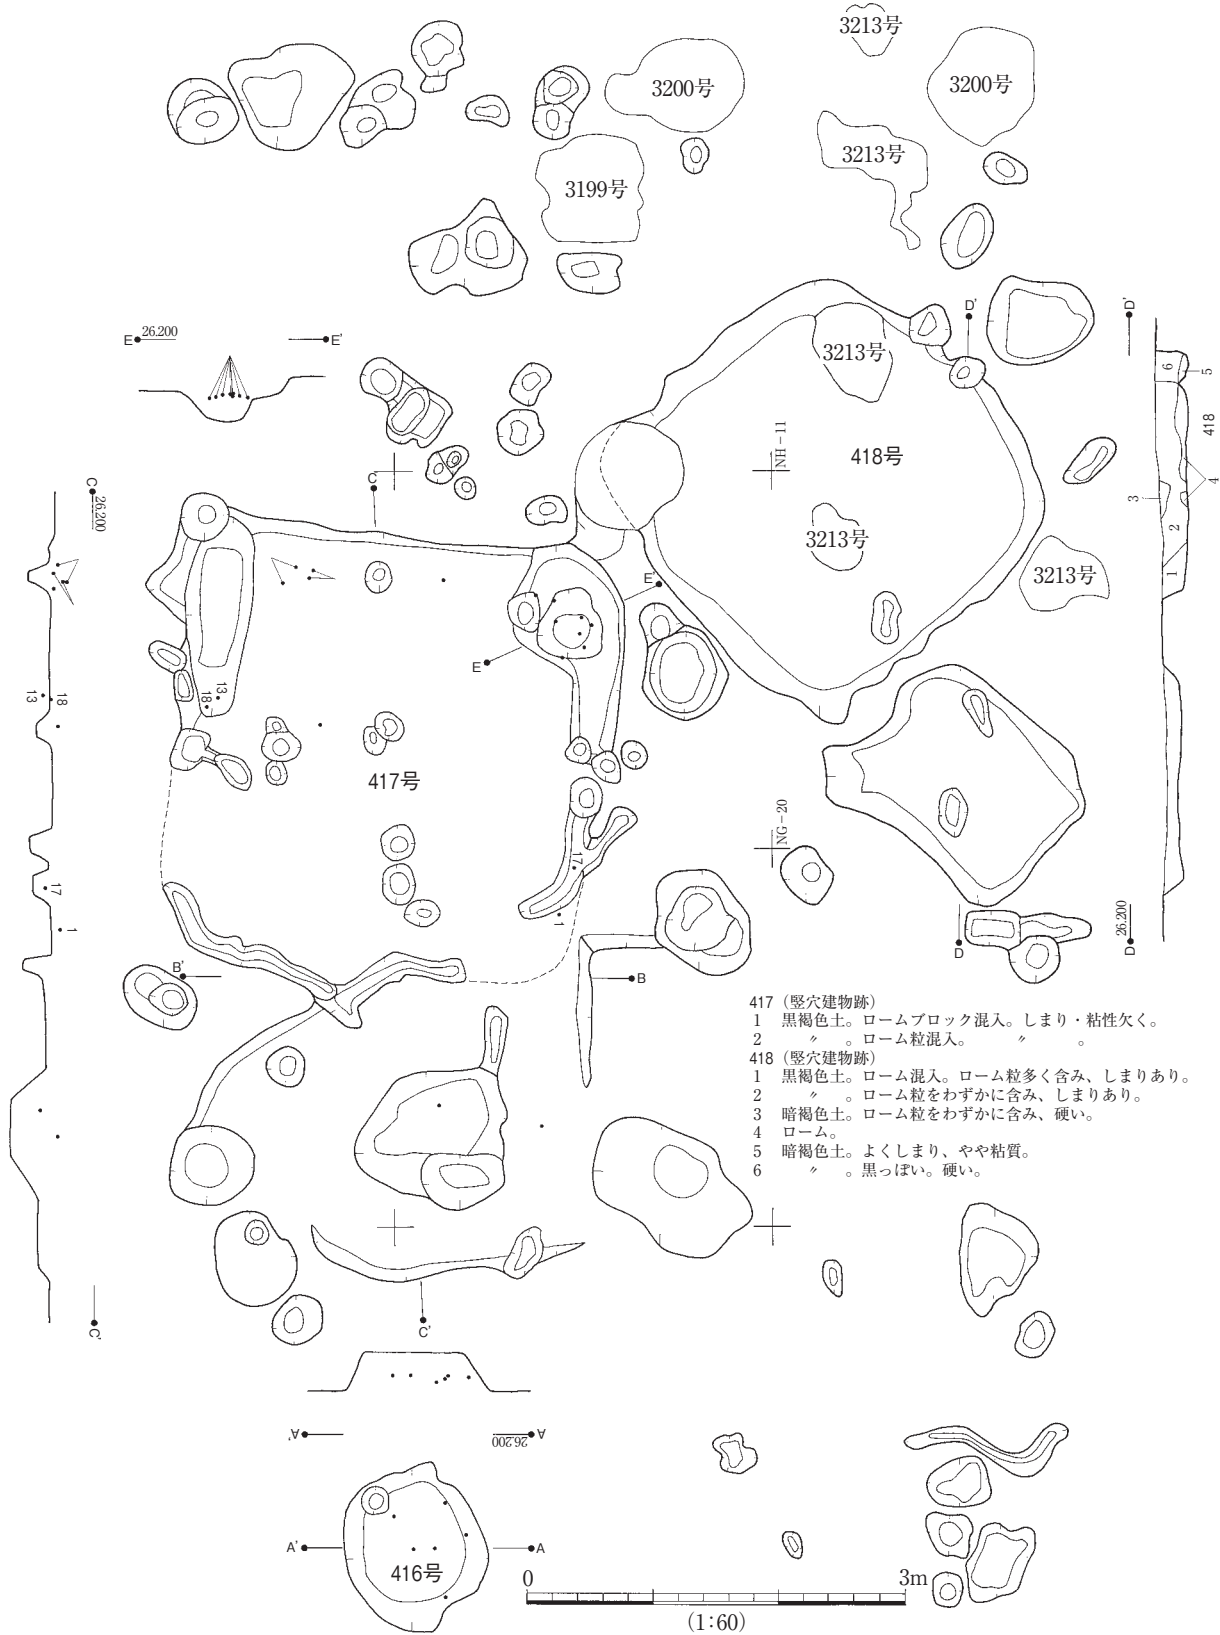 3213号
3200号
3200号
3213号
3199号
D'
D'
E 26.200 E'
3213号
6
5
418
NH-11
418号
4
C
26.200
C
3
3213号
2
3213号
1
E'
E
13
18
13
18
417号
NG-20
17
17
1
1
26.200
D
D
B'
B
417（竪穴建物跡）
1 黒褐色土。ロームブロック混入。しまり・粘性欠く。
2 〃 。ローム粒混入。 〃 。
418（竪穴建物跡）
1 黒褐色土。ローム混入。ローム粒多く含み、しまりあり。
2 〃 。ローム粒をわずかに含み、しまりあり。
3 暗褐色土。ローム粒をわずかに含み、硬い。
4 ローム。
5 暗褐色土。よくしまり、やや粘質。
6 〃 。黒っぽい。硬い。
C'
C'
A' 26.200 A
A' A
416号
0 3m
(1:60)